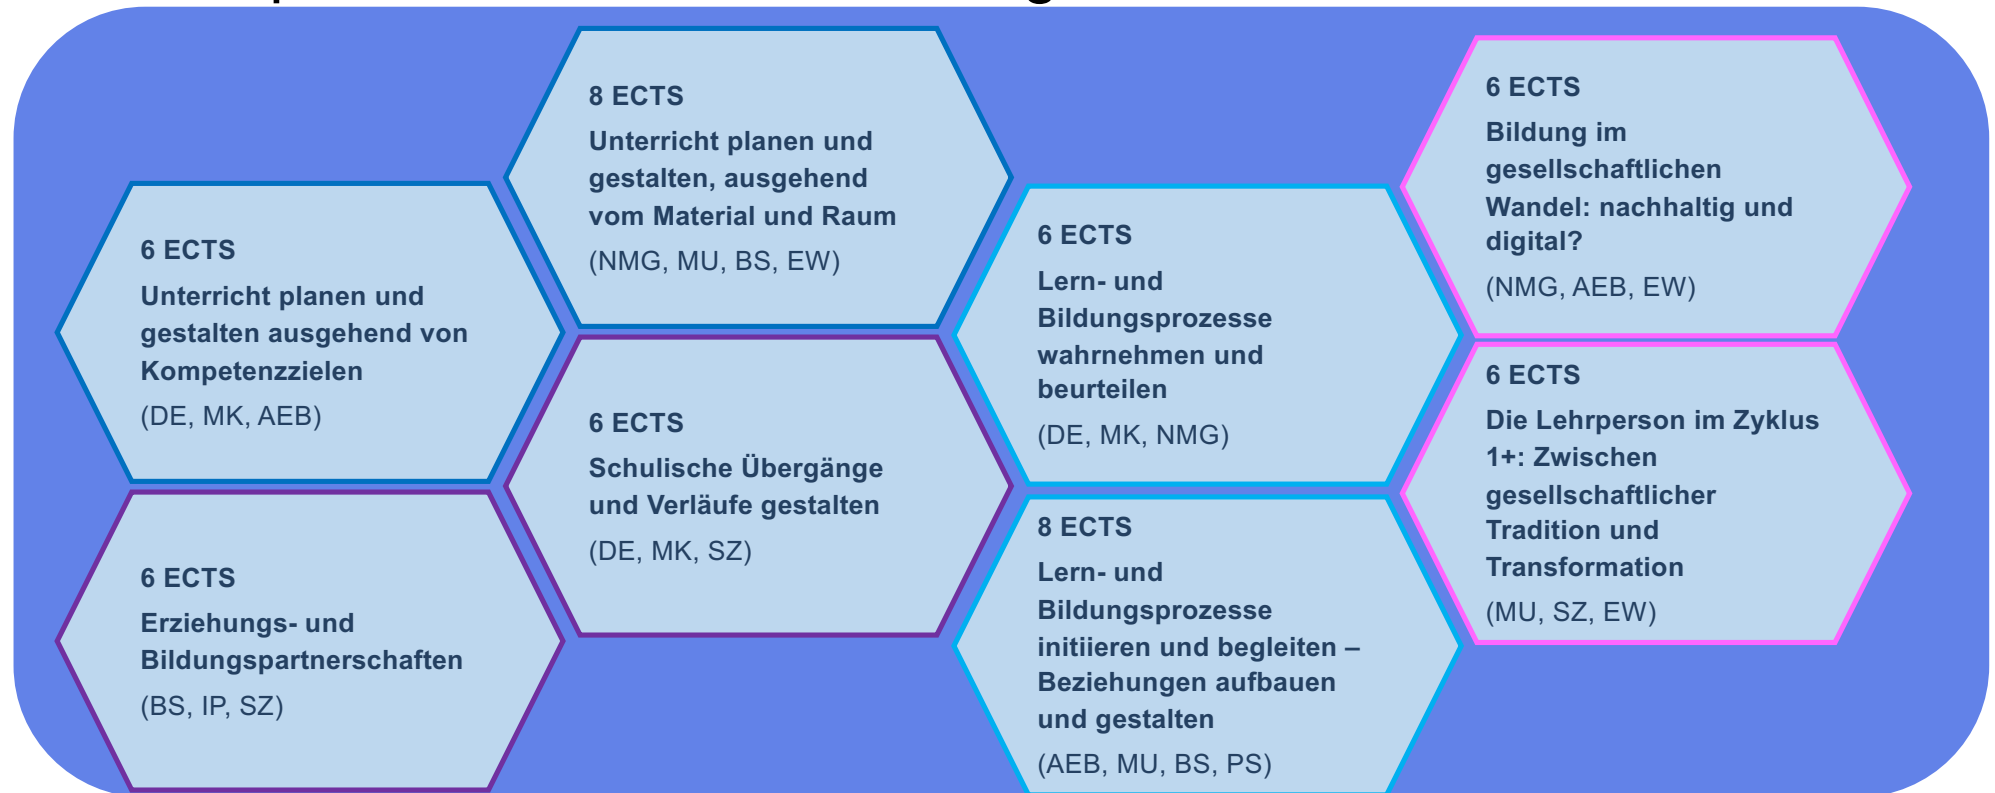 6 ECTS
Unterricht planen und
gestalten ausgehend von
Kompetenzzielen
(DE, MK, AEB)
6 ECTS
Erziehungs- und
Bildungspartnerschaften
(BS, IP, SZ)
8 ECTS
Unterricht planen und
gestalten, ausgehend
vom Material und Raum
(NMG, MU, BS, EW)
6 ECTS
Schulische Übergänge
und Verläufe gestalten
(DE, MK, SZ)
6 ECTS
Lern- und
Bildungsprozesse
wahrnehmen und
beurteilen
(DE, MK, NMG)
8 ECTS
Lern- und
Bildungsprozesse
initiieren und begleiten –
Beziehungen aufbauen
und gestalten
(AEB, MU, BS, PS)
6 ECTS
Bildung im
gesellschaftlichen
Wandel: nachhaltig und
digital?
(NMG, AEB, EW)
6 ECTS
Die Lehrperson im Zyklus
1+: Zwischen
gesellschaftlicher
Tradition und
Transformation
(MU, SZ, EW)